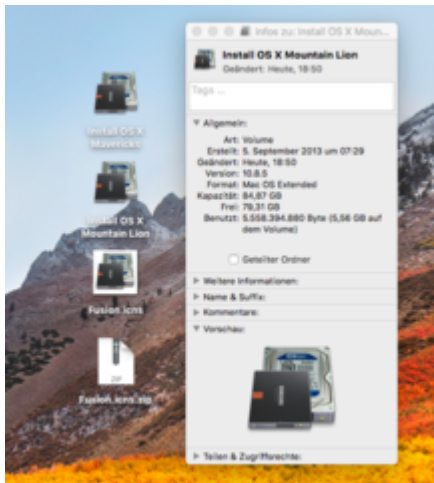 Infos zu: Install OS X Moun...
Install OS X Mountain Lion
Geändert: Heute, 18:50
Tags ...
Allgemein:
Art: Volume
Erstellt: 5. September 2013 um 07:29
Geändert: Heute, 18:50
Version: 10.8.5
Format: Mac OS Extended
Kapazität: 84,87 GB
Frei: 79,31 GB
Benutzt: 5.558.394.880 Byte (5,56 GB auf
dem Volume)
Geteilter Ordner
Weitere Informationen:
Name & Suffix:
Kommentare:
Vorschau:
Teilen & Zugriffsrechte:
Install OS X
Mavericks
Install OS X
Mountain Lion
Fusion.icns
ZIP
Fusion.icns.zip